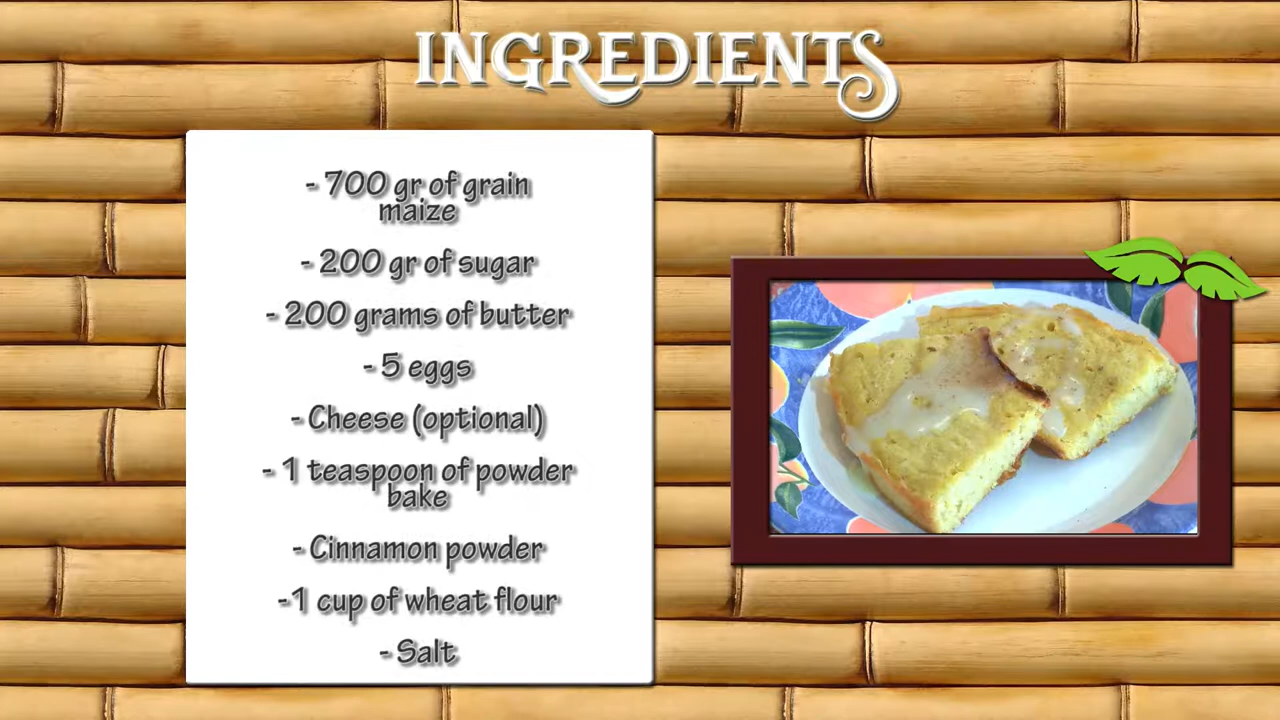 INGREDIENTS
- 700 gr of grain
maize
- 200 gr of sugar
- 200 grams of butter
- 5 eggs
- Cheese (optional)
- 1 teaspoon of powder
bake
- Cinnamon powder
-1 cup of wheat flour
- Salt